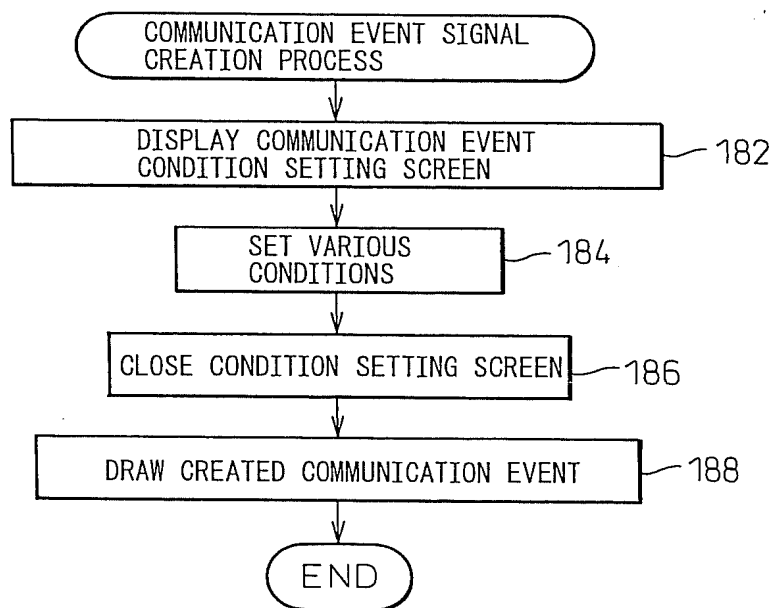 COMMUNICATION EVENT SIGNAL
CREATION PROCESS
DISPLAY COMMUNICATION EVENT
CONDITION SETTING SCREEN
182
SET VARIOUS
CONDITIONS
184
CLOSE CONDITION SETTING SCREEN
186
DRAW CREATED COMMUNICATION EVENT
188
END